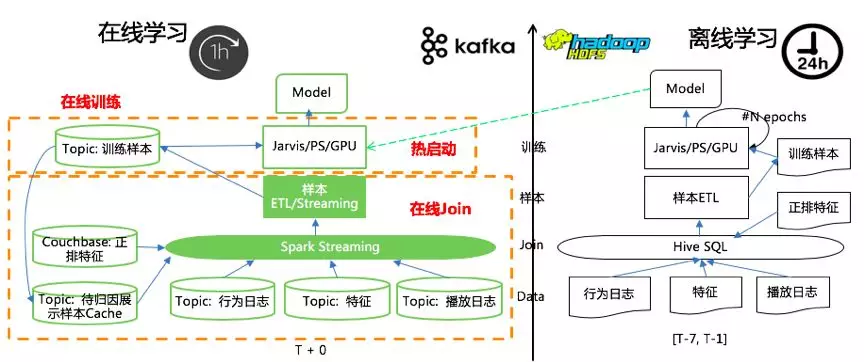 在线学习
1h
kafka
hadoop
HDFS
离线学习
24h
Model
在线训练
Topic: 训练样本
Jarvis/PS/GPU
热启动
样本
ETL/Streaming
在线Join
Couchbase: 正
排特征
Spark Streaming
Topic: 待归因展
示样本Cache
Topic: 行为日志
Topic: 特征
Topic: 播放日志
T + 0
训练
样本
Join
Data
Model
#N epochs
Jarvis/PS/GPU
训练样本
样本ETL
正排特征
Hive SQL
行为日志
特征
播放日志
[T-7, T-1]